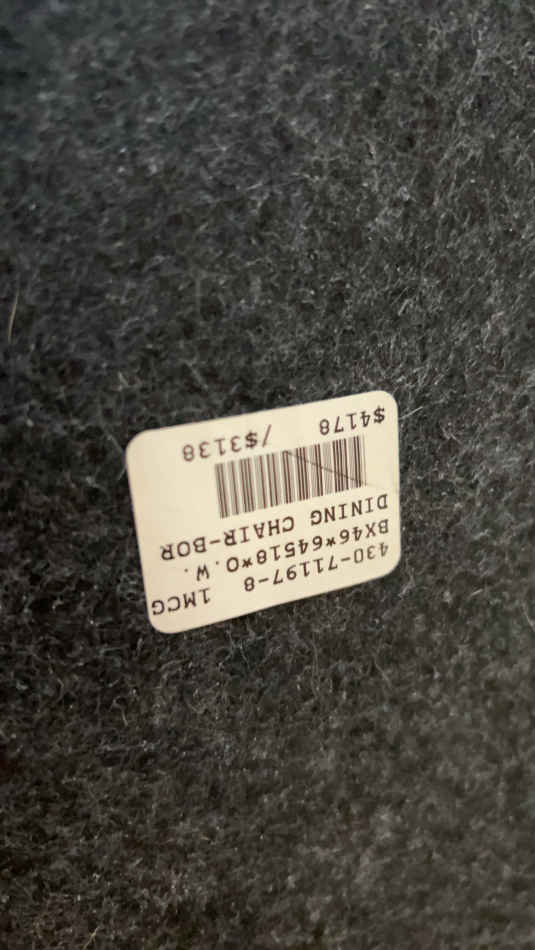 430-71197-8 1MCG
BX46*64518*O.W.
DINING CHAIR-BOR
$4178 /$3138